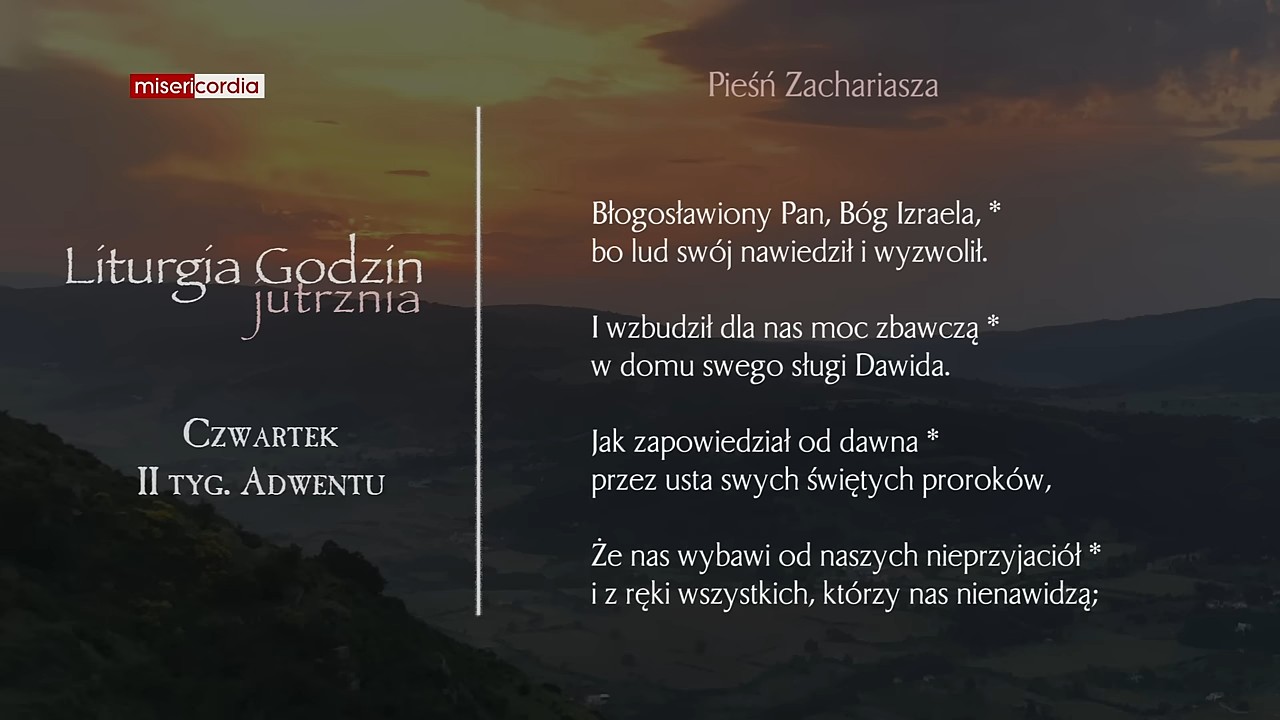 misericordia
Liturgia Godzin
jutrznia
Czwartek
II tyg. Adwentu
Pieśń Zachariasza
Błogosławiony Pan, Bóg Izraela, *
bo lud swój nawiedził i wyzwolił.
I wzbudził dla nas moc zbawczą *
w domu swego sługi Dawida.
Jak zapowiedział od dawna *
przez usta swych świętych proroków,
Że nas wybawi od naszych nieprzyjaciół *
i z ręki wszystkich, którzy nas nienawidzą;